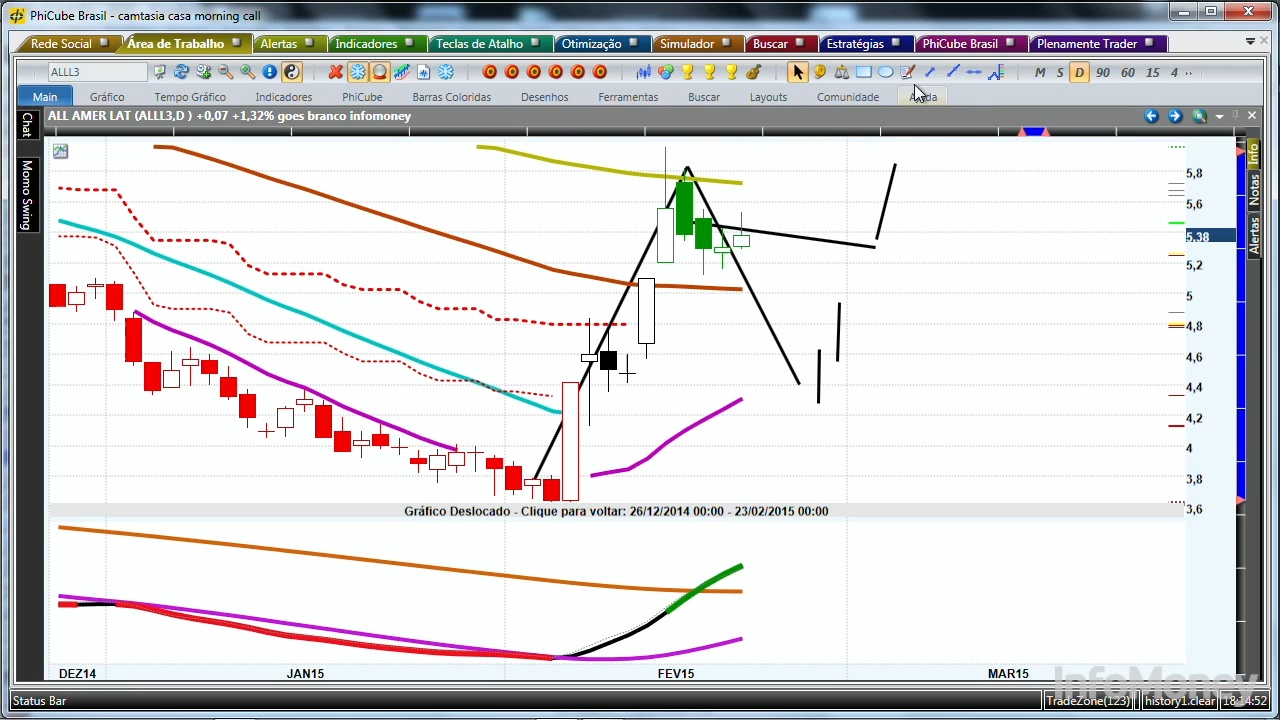 PhiCube Brasil - camtasia casa morning call
Rede Social Área de Trabalho Alertas Indicadores Teclas de Atalho Otimização Simulador Buscar Estratégias PhiCube Brasil Plenamente Trader
ALLL3 M S D 90 60 15 4
Main Gráfico Tempo Gráfico Indicadores PhiCube Barras Coloridas Desenhos Ferramentas Buscar Layouts Comunidade
ALL AMER LAT (ALLL3,D ) +0,07 +1,32% goes branco infomoney
Chat
Momo Swing
Info
Notas
Alertas
5,8
5,6
5,38
5,2
5
4,8
4,6
4,4
4,2
4
3,8
3,6
Gráfico Deslocado - Clique para voltar: 26/12/2014 00:00 - 23/02/2015 00:00
DEZ14 JAN15 FEV15 MAR15
InfoMoney
Status Bar TradeZone(123) history1.clear 18:14:52